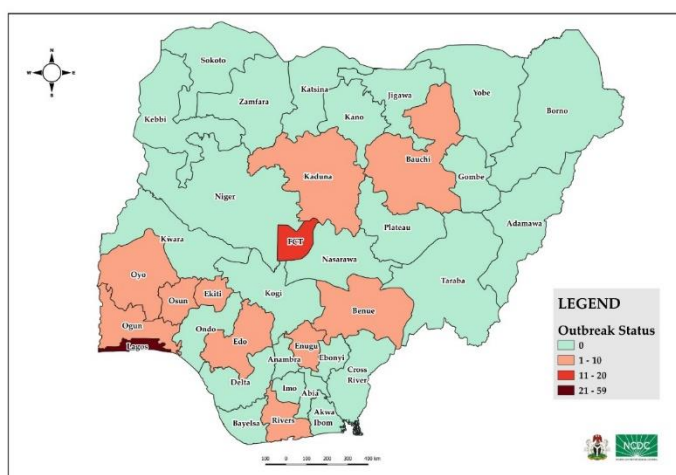 N
W
E
S
Sokoto
Katsina
Jigawa
Yobe
Borno
Zamfara
Kano
Kebbi
Bauchi
Kaduna
Gombe
Niger
Adamawa
Plateau
FCT
Kwara
Nasarawa
Taraba
Oyo
Kogi
Osun
Ekiti
Benue
Ogun
Ondo
Edo
Enugu
Lagos
Anambra
Ebonyi
Cross
River
Delta
Imo
Abia
Akwa
Ibom
Bayelsa
Rivers
LEGEND
Outbreak Status
0
1 - 10
11 - 20
21 - 59
100 0 100 200 300 400 km
NCDC